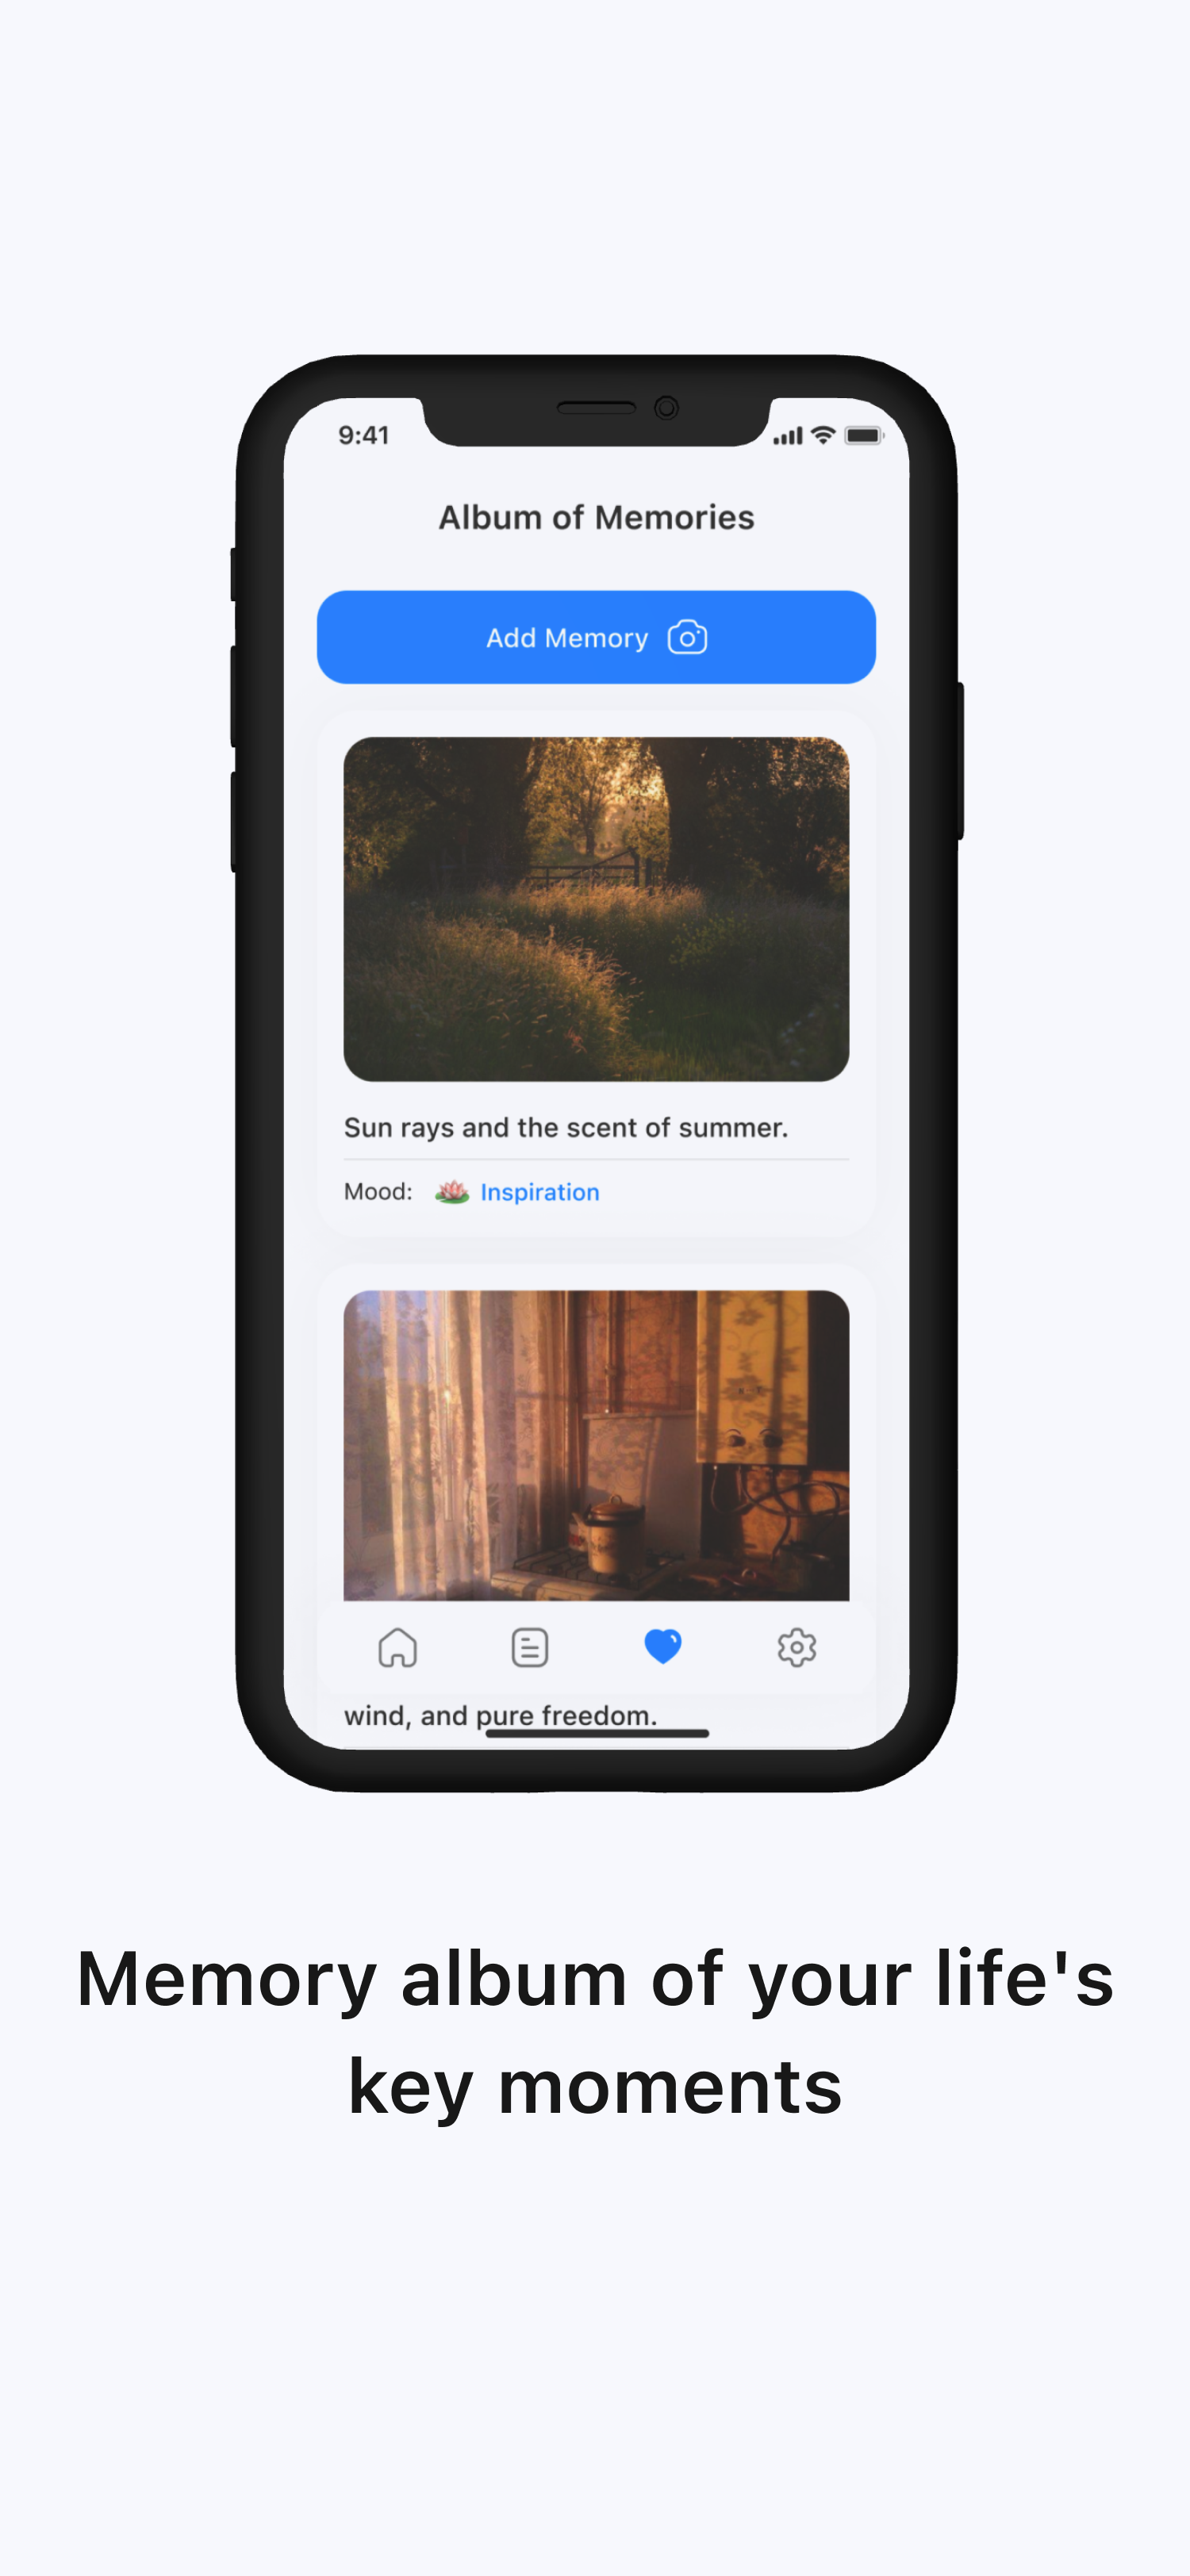 9:41
Album of Memories
Add Memory
Sun rays and the scent of summer.
Mood: Inspiration
wind, and pure freedom.
Memory album of your life's
key moments